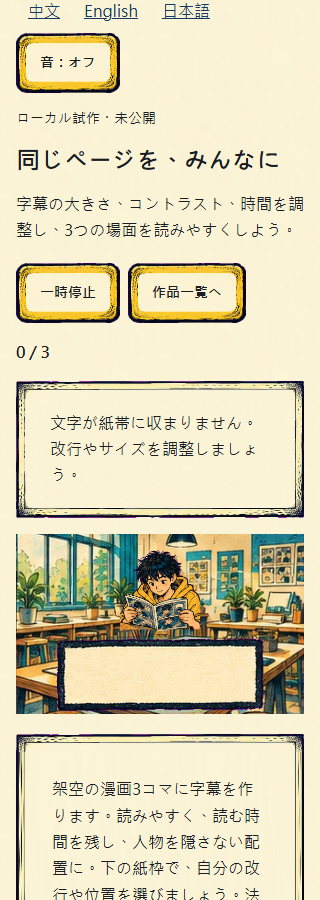 中文 English 日本語
音：オフ
ローカル試作・未公開
同じページを、みんなに
字幕の大きさ、コントラスト、時間を調
整し、3つの場面を読みやすくしよう。
一時停止 作品一覧へ
0 / 3
文字が紙帯に収まりません。
改行やサイズを調整しましょ
う。
架空の漫画3コマに字幕を作
ります。読みやすく、読む時
間を残し、人物を隠さない配
置に。下の紙枠で、自分の改
行や位置を選びましょう。法